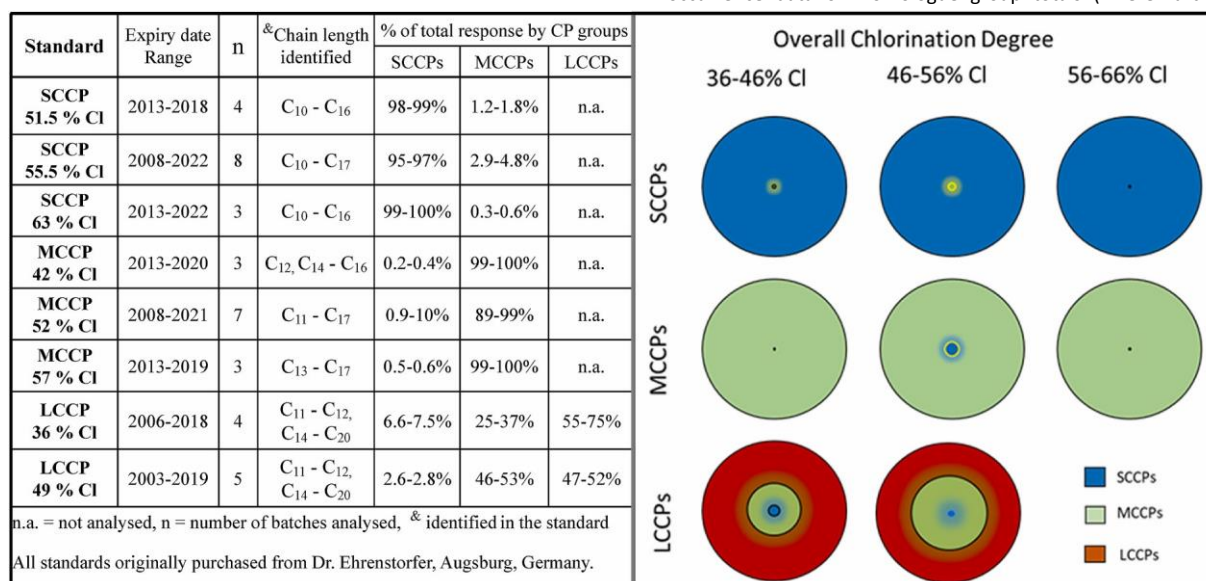 Standard
Expiry date Range
n
&Chain length identified
% of total response by CP groups
SCCPs MCCPs LCCPs
SCCP 51.5 % Cl 2013-2018 4 C10 - C16 98-99% 1.2-1.8% n.a.
SCCP 55.5 % Cl 2008-2022 8 C10 - C17 95-97% 2.9-4.8% n.a.
SCCP 63 % Cl 2013-2022 3 C10 - C16 99-100% 0.3-0.6% n.a.
MCCP 42 % Cl 2013-2020 3 C12, C14 - C16 0.2-0.4% 99-100% n.a.
MCCP 52 % Cl 2008-2021 7 C11 - C17 0.9-10% 89-99% n.a.
MCCP 57 % Cl 2013-2019 3 C13 - C17 0.5-0.6% 99-100% n.a.
LCCP 36 % Cl 2006-2018 4 C11 - C12, C14 - C20 6.6-7.5% 25-37% 55-75%
LCCP 49 % Cl 2003-2019 5 C11 - C12, C14 - C20 2.6-2.8% 46-53% 47-52%
n.a. = not analysed, n = number of batches analysed, & identified in the standard
All standards originally purchased from Dr. Ehrenstorfer, Augsburg, Germany.
Overall Chlorination Degree
36-46% Cl 46-56% Cl 56-66% Cl
SCCPs
MCCPs
LCCPs
SCCPs
MCCPs
LCCPs